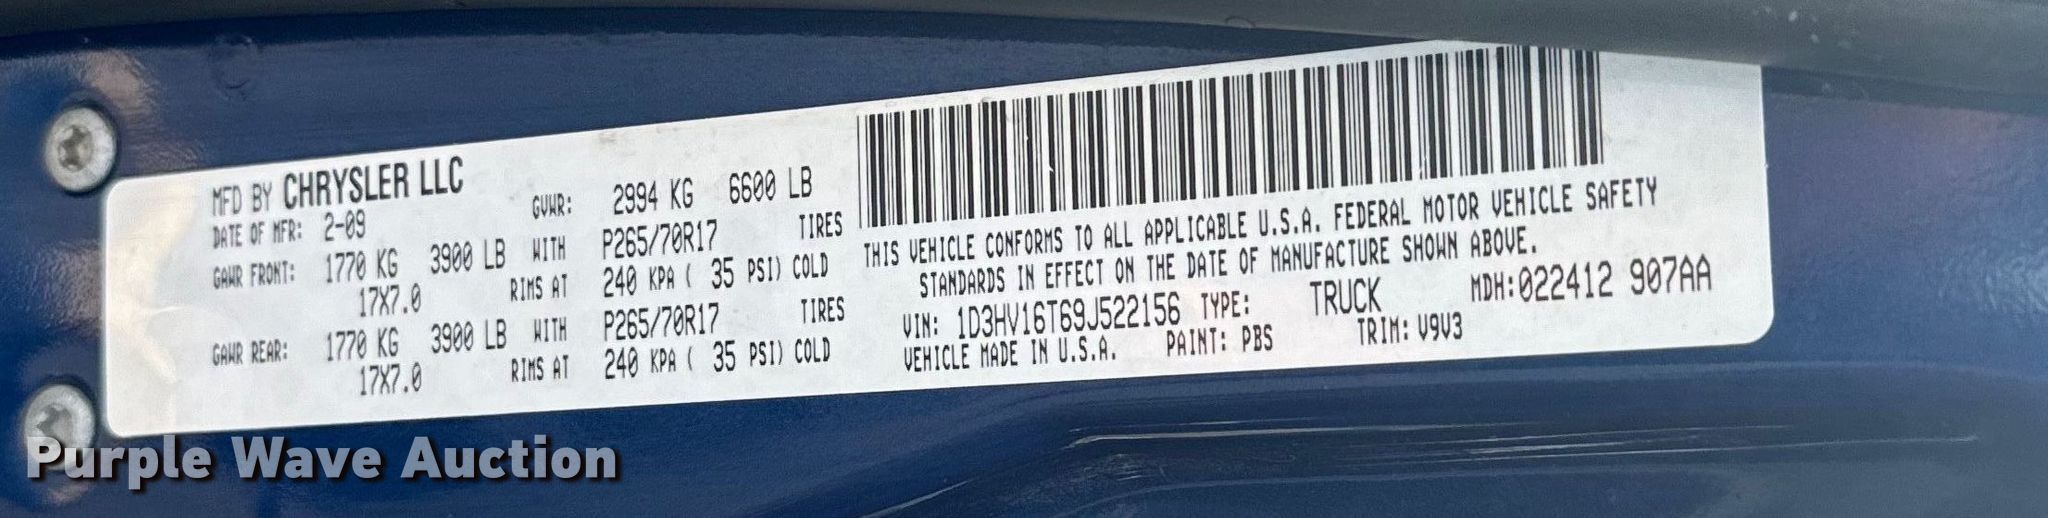 MFD BY CHRYSLER LLC
DATE OF MFR: 2-09 GVWR: 2994 KG 6600 LB
GAWR FRONT: 1770 KG 3900 LB WITH P265/70R17 TIRES
17X7.0 RIMS AT 240 KPA ( 35 PSI) COLD
GAWR REAR: 1770 KG 3900 LB WITH P265/70R17 TIRES
17X7.0 RIMS AT 240 KPA ( 35 PSI) COLD
THIS VEHICLE CONFORMS TO ALL APPLICABLE U.S.A. FEDERAL MOTOR VEHICLE SAFETY
STANDARDS IN EFFECT ON THE DATE OF MANUFACTURE SHOWN ABOVE.
VIN: 1D3HV16T69J522156 TYPE: TRUCK MDH:022412 907AA
VEHICLE MADE IN U.S.A. PAINT: PBS TRIM: V9V3
Purple Wave Auction